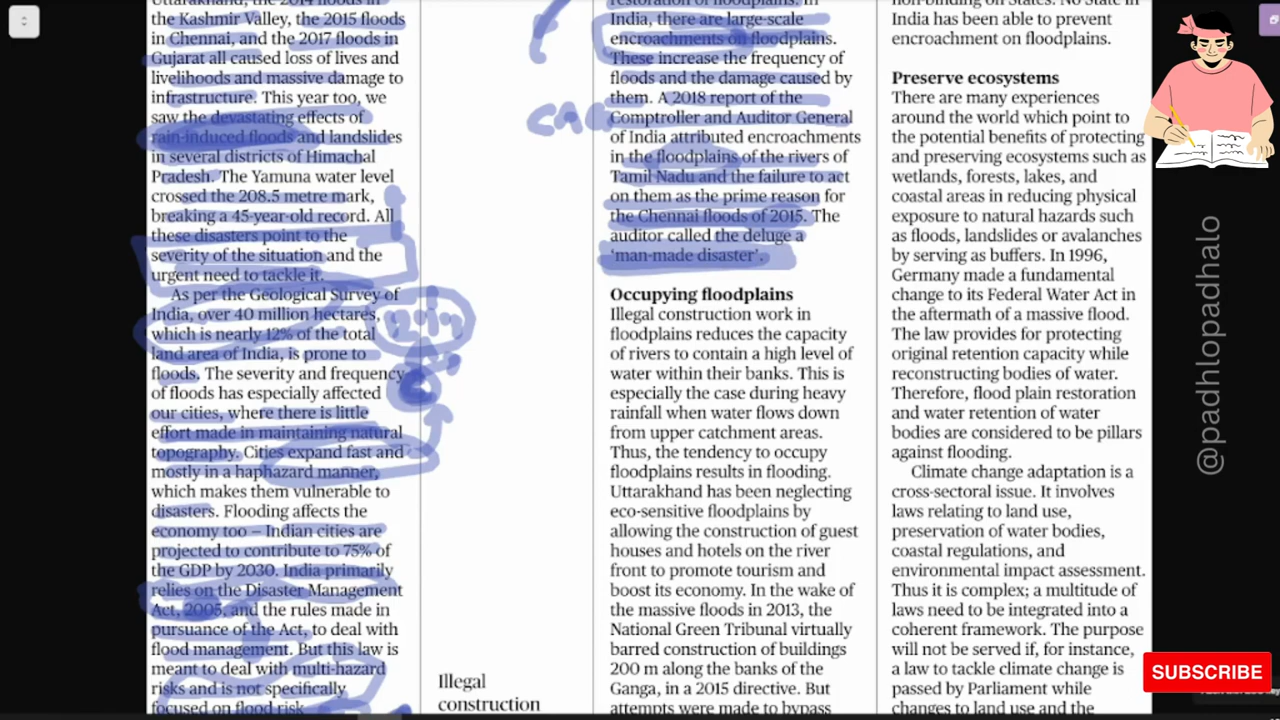 Uttarakhand, the 2014 floods in
the Kashmir Valley, the 2015 floods
in Chennai, and the 2017 floods in
Gujarat all caused loss of lives and
livelihoods and massive damage to
infrastructure. This year too, we
saw the devastating effects of
rain-induced floods and landslides
in several districts of Himachal
Pradesh. The Yamuna water level
crossed the 208.5 metre mark,
breaking a 45-year-old record. All
these disasters point to the
severity of the situation and the
urgent need to tackle it.
As per the Geological Survey of
India, over 40 million hectares,
which is nearly 12% of the total
land area of India, is prone to
floods. The severity and frequency
of floods has especially affected
our cities, where there is little
effort made in maintaining natural
topography. Cities expand fast and
mostly in a haphazard manner,
which makes them vulnerable to
disasters. Flooding affects the
economy too — Indian cities are
projected to contribute to 75% of
the GDP by 2030. India primarily
relies on the Disaster Management
Act, 2005, and the rules made in
pursuance of the Act, to deal with
flood management. But this law is
meant to deal with multi-hazard
risks and is not specifically
focused on flood risk
12%
CAG
Illegal
construction
restoration of floodplains. In
India, there are large-scale
encroachments on floodplains.
These increase the frequency of
floods and the damage caused by
them. A 2018 report of the
Comptroller and Auditor General
of India attributed encroachments
in the floodplains of the rivers of
Tamil Nadu and the failure to act
on them as the prime reason for
the Chennai floods of 2015. The
auditor called the deluge a
‘man-made disaster’.
Occupying floodplains
Illegal construction work in
floodplains reduces the capacity
of rivers to contain a high level of
water within their banks. This is
especially the case during heavy
rainfall when water flows down
from upper catchment areas.
Thus, the tendency to occupy
floodplains results in flooding.
Uttarakhand has been neglecting
eco-sensitive floodplains by
allowing the construction of guest
houses and hotels on the river
front to promote tourism and
boost its economy. In the wake of
the massive floods in 2013, the
National Green Tribunal virtually
barred construction of buildings
200 m along the banks of the
Ganga, in a 2015 directive. But
attempts were made to bypass
non-binding on States. No State in
India has been able to prevent
encroachment on floodplains.
Preserve ecosystems
There are many experiences
around the world which point to
the potential benefits of protecting
and preserving ecosystems such as
wetlands, forests, lakes, and
coastal areas in reducing physical
exposure to natural hazards such
as floods, landslides or avalanches
by serving as buffers. In 1996,
Germany made a fundamental
change to its Federal Water Act in
the aftermath of a massive flood.
The law provides for protecting
original retention capacity while
reconstructing bodies of water.
Therefore, flood plain restoration
and water retention of water
bodies are considered to be pillars
against flooding.
Climate change adaptation is a
cross-sectoral issue. It involves
laws relating to land use,
preservation of water bodies,
coastal regulations, and
environmental impact assessment.
Thus it is complex; a multitude of
laws need to be integrated into a
coherent framework. The purpose
will not be served if, for instance,
a law to tackle climate change is
passed by Parliament while
changes to land use and the
@padhlopadhalo
SUBSCRIBE